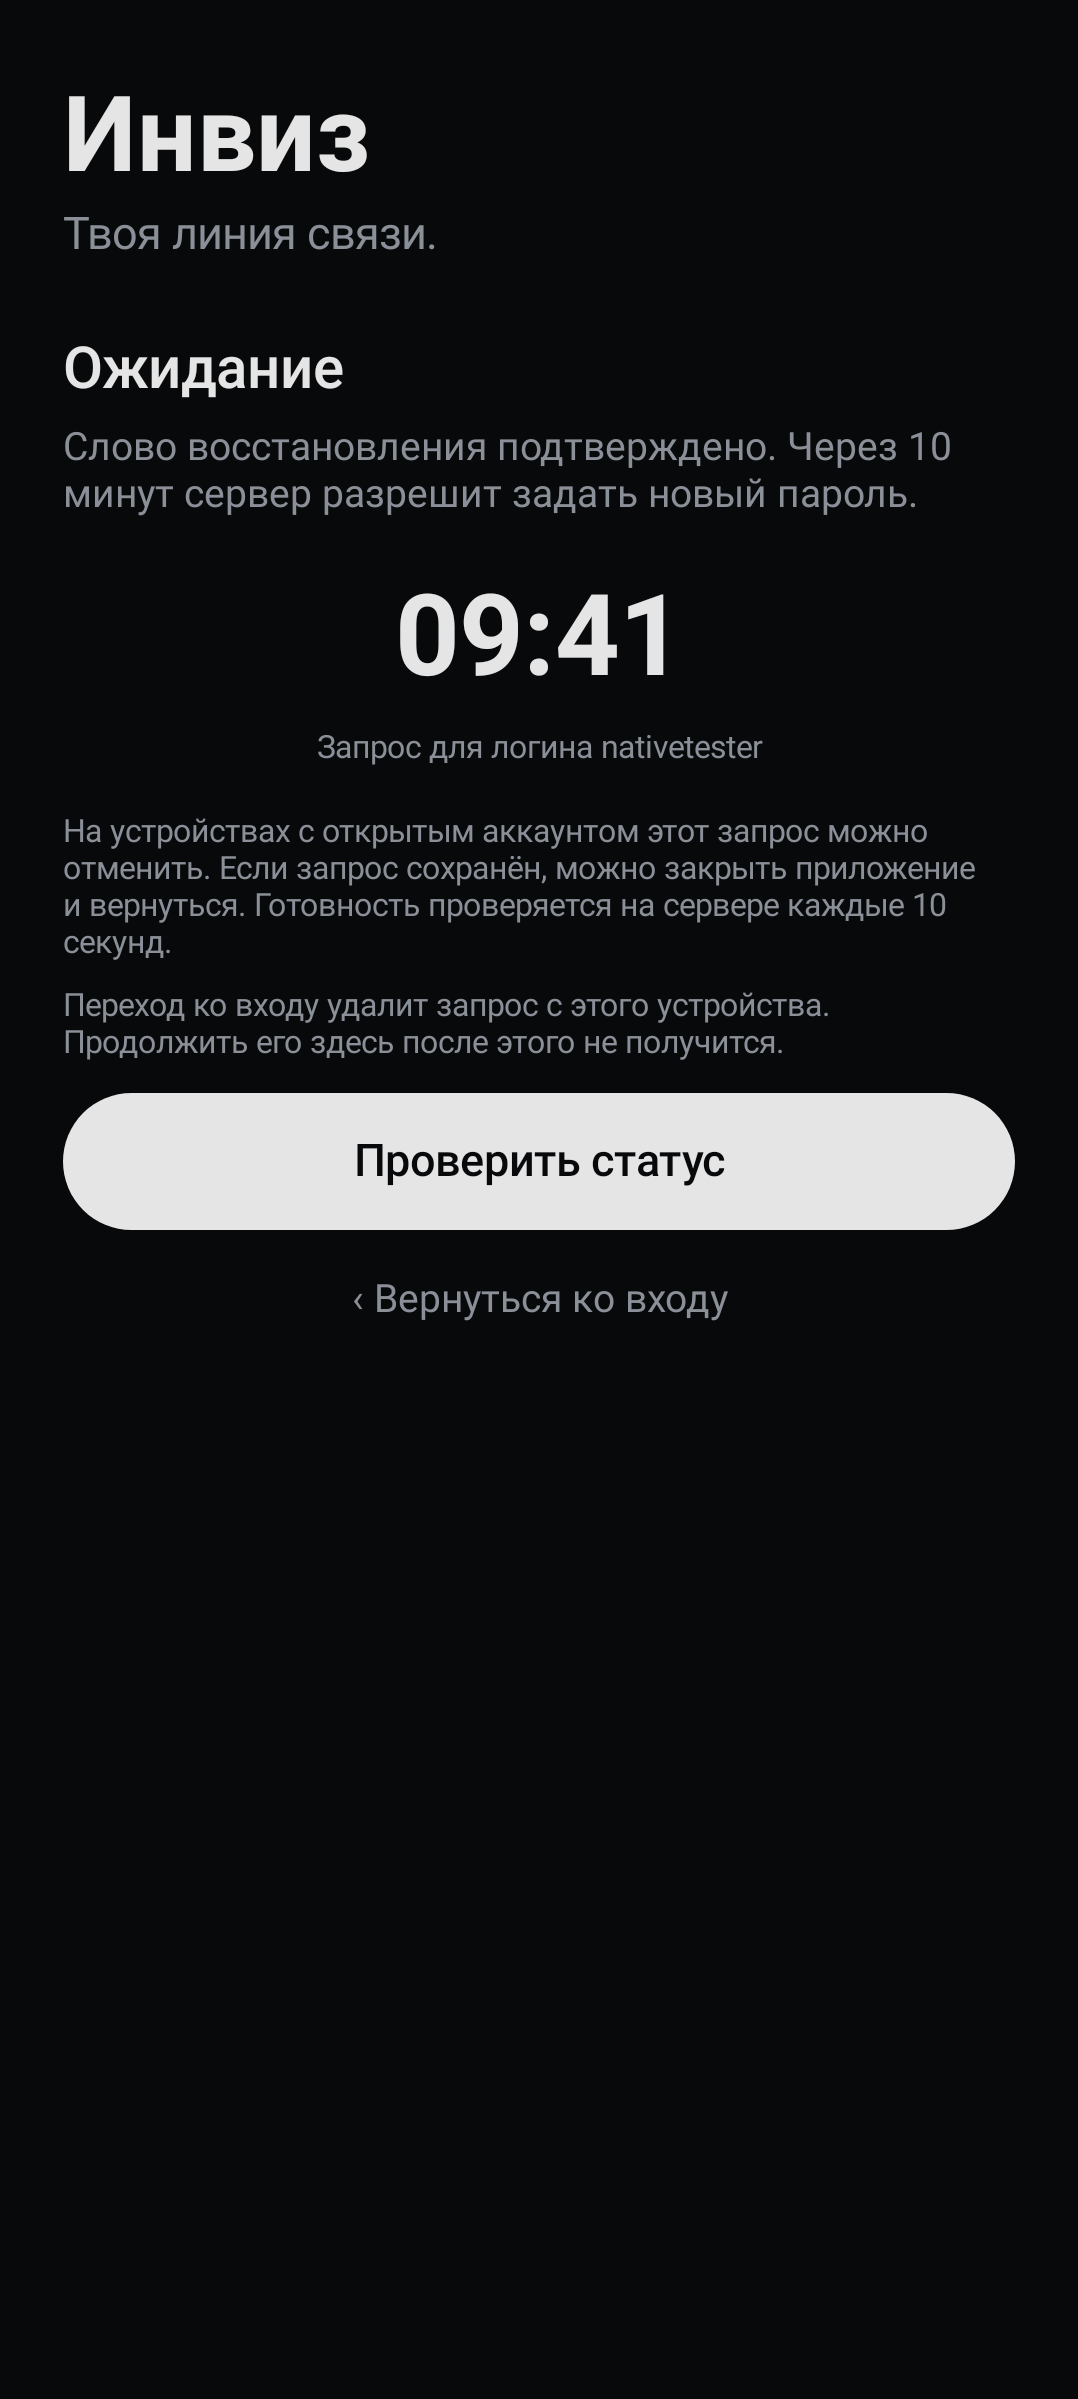 Инвиз
Твоя линия связи.
Ожидание
Слово восстановления подтверждено. Через 10
минут сервер разрешит задать новый пароль.
09:41
Запрос для логина nativetester
На устройствах с открытым аккаунтом этот запрос можно
отменить. Если запрос сохранён, можно закрыть приложение
и вернуться. Готовность проверяется на сервере каждые 10
секунд.
Переход ко входу удалит запрос с этого устройства.
Продолжить его здесь после этого не получится.
Проверить статус
‹ Вернуться ко входу